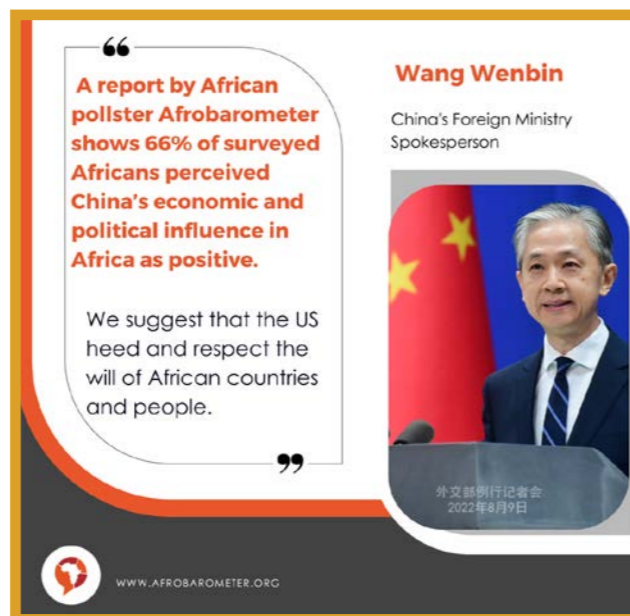 “
A report by African
pollster Afrobarometer
shows 66% of surveyed
Africans perceived
China’s economic and
political influence in
Africa as positive.
We suggest that the US
heed and respect the
will of African countries
and people.
”
Wang Wenbin
China's Foreign Ministry
Spokesperson
外交部例行记者会
2022年8月9日
WWW.AFROBAROMETER.ORG